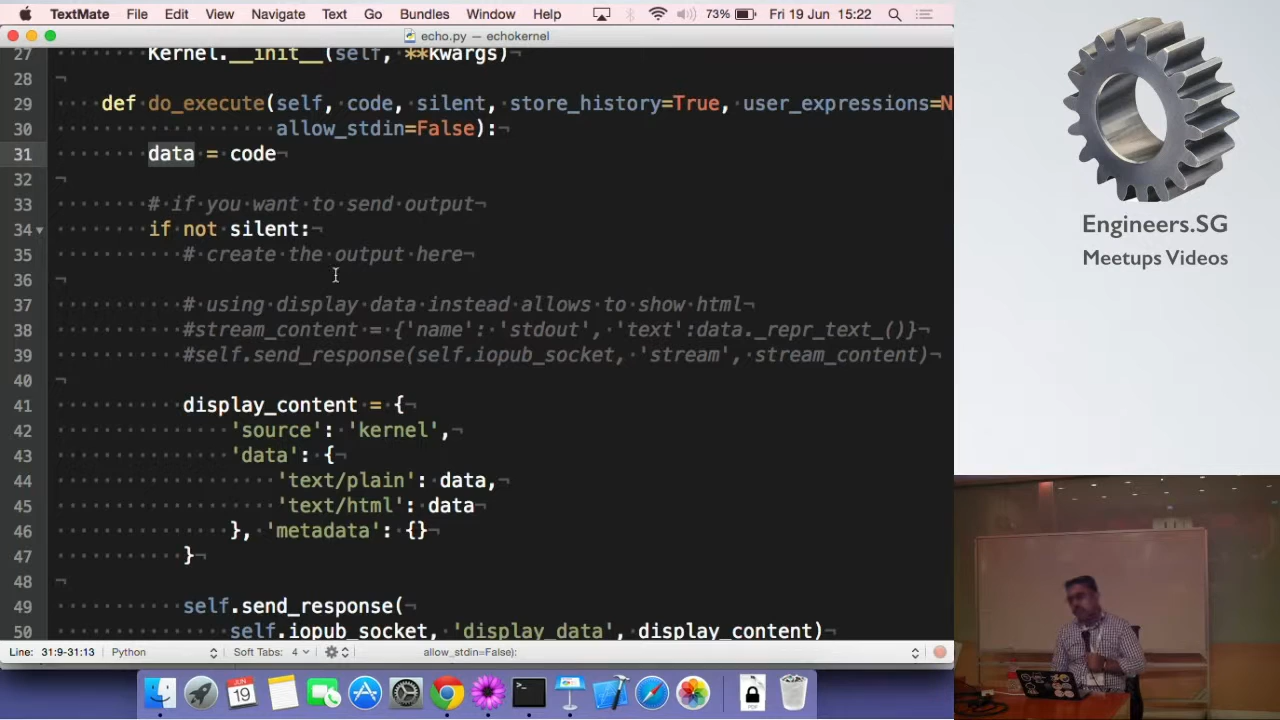 TextMate File Edit View Navigate Text Go Bundles Window Help 73% Fri 19 Jun 15:22
echo.py — echokernel
27 Kernel.__init__(self, **kwargs)
28
29 def do_execute(self, code, silent, store_history=True, user_expressions=N
30 allow_stdin=False):
31 data = code
32
33 # if you want to send output
34 if not silent:
35 # create the output here
36
37 # using display data instead allows to show html
38 #stream_content = {'name': 'stdout', 'text':data._repr_text_()}
39 #self.send_response(self.iopub_socket, 'stream', stream_content)
40
41 display_content = {
42 'source': 'kernel',
43 'data': {
44 'text/plain': data,
45 'text/html': data
46 }, 'metadata': {}
47 }
48
49 self.send_response(
50 self.iopub_socket, 'display_data', display_content)
Line: 31:9-31:13 Python Soft Tabs: 4 allow_stdin=False):
19
PDF
Engineers.SG
Meetups Videos